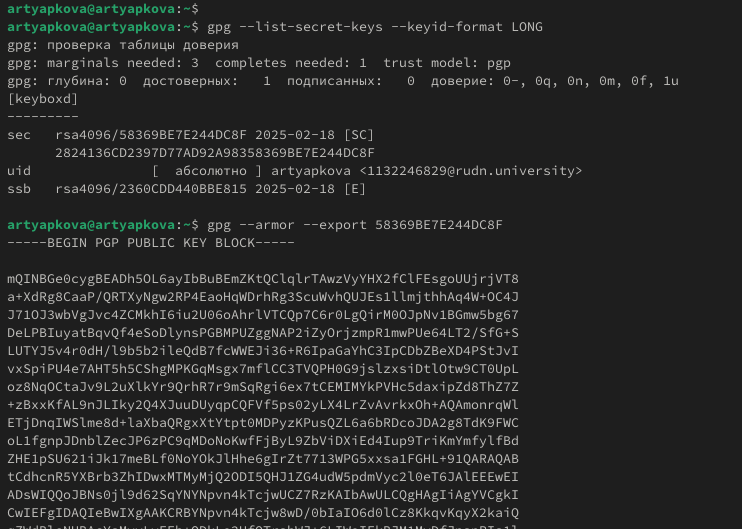 artyapkova@artyapkova:~$
artyapkova@artyapkova:~$ gpg --list-secret-keys --keyid-format LONG
gpg: проверка таблицы доверия
gpg: marginals needed: 3  completes needed: 1  trust model: pgp
gpg: глубина: 0  достоверных:   1  подписанных:   0  доверие: 0-, 0q, 0n, 0m, 0f, 1u
[keyboxd]
---------
sec   rsa4096/58369BE7E244DC8F 2025-02-18 [SC]
      2824136CD2397D77AD92A98358369BE7E244DC8F
uid               [  абсолютно ] artyapkova <1132246829@rudn.university>
ssb   rsa4096/2360CDD440BBE815 2025-02-18 [E]
artyapkova@artyapkova:~$ gpg --armor --export 58369BE7E244DC8F
-----BEGIN PGP PUBLIC KEY BLOCK-----
mQINBGe0cygBEADh5OL6ayIbBuBEmZKtQClqlrTAwzVyYHX2fClFEsgoUUjrjVT8
a+XdRg8CaaP/QRTXyNgw2RP4EaoHqWDrhRg3ScuWvhQUJEs1llmjthhAq4W+OC4J
J71OJ3wbVgJvc4ZCMkhI6iu2U06oAhrlVTCQp7C6r0LgQirM0OJpNv1BGmw5bg67
DeLPBIuyatBqvQf4eSoDlynsPGBMPUZggNAP2iZyOrjzmpR1mwPUe64LT2/SfG+S
LUTYJ5v4r0dH/l9b5b2ileQdB7fcWWEJi36+R6IpaGaYhC3IpCDbZBeXD4PStJvI
vxSpiPU4e7AHT5h5CShgMPKGqMsgx7mflCC3TVQPH0G9jslzxsiDtlOtw9CT0UpL
oz8NqOCtaJv9L2uXlkYr9QrhR7r9mSqRgi6ex7tCEMIMYkPVHc5daxipZd8ThZ7Z
+zBxxKfAL9nJLIky2Q4XJuuDUyqpCQFVf5ps02yLX4LrZvAvrkxOh+AQAmonrqWl
ETjDnqIWSlme8d+laXbaQRgxXtYtpt0MDPyzKPusQZL6a6bRDcoJDA2g8TdK9FWC
oL1fgnpJDnblZecJP6zPC9qMDoNoKwfFjByL9ZbViDXiEd4Iup9TriKmYmfylfBd
ZHE1pSU621iJk17meBLf0NoYOkJlHhe6gIrZt7713WPG5xxsa1FGHL+91QARAQAB
tCdhcnR5YXBrb3ZhIDwxMTMyMjQ2ODI5QHJ1ZG4udW5pdmVyc2l0eT6JAlEEEwEI
ADsWIQQoJBNs0jl9d62SqYNYNpvn4kTcjwUCZ7RzKAIbAwULCQgHAgIiAgYVCgkI
CwIEFgIDAQIeBwIXgAAKCRBYNpvn4kTcjw8wD/0bIaIO6d0lCz8KkqvKqyX2kaiQ